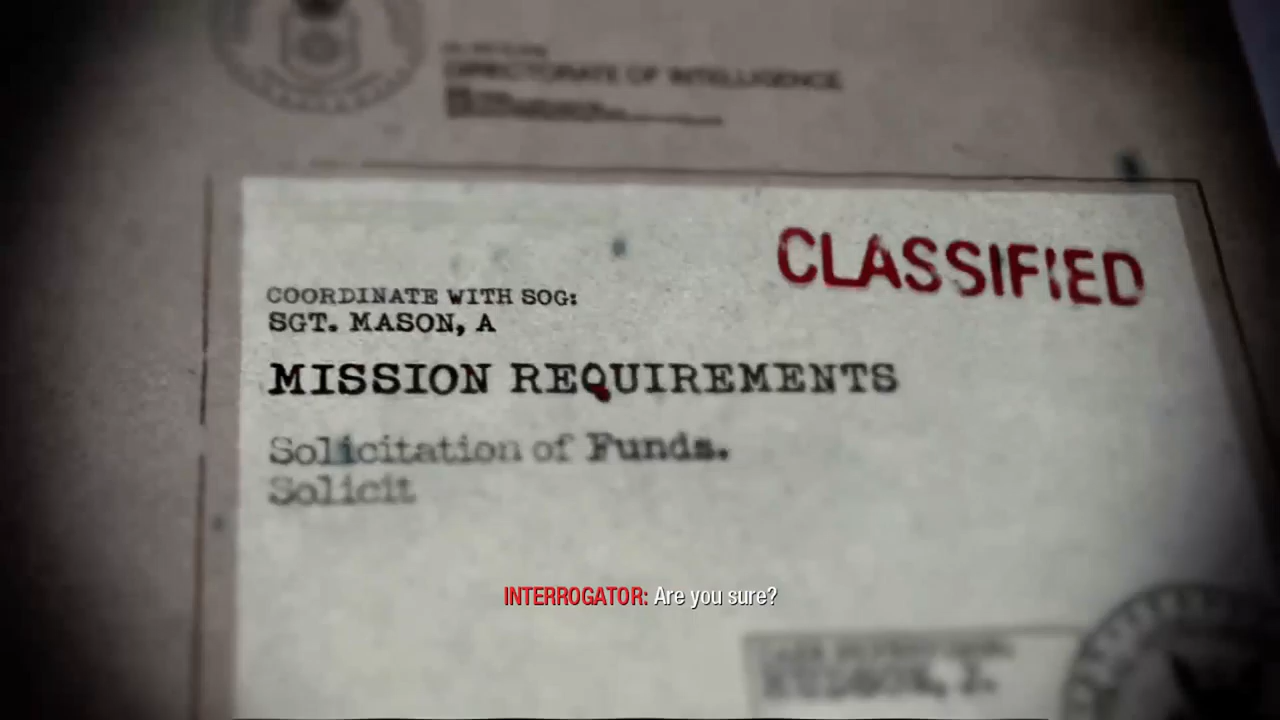 DIRECTORATE OF INTELLIGENCE
CLASSIFIED
COORDINATE WITH SOG:
SGT. MASON, A
MISSION REQUIREMENTS
Solicitation of Funds.
Solicit
INTERROGATOR: Are you sure?
HUDSON, J.